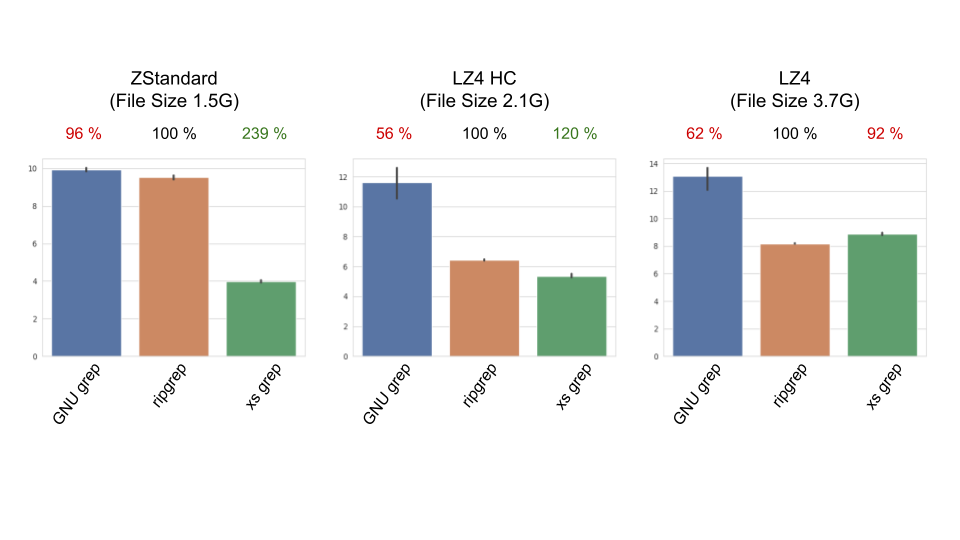 ZStandard
(File Size 1.5G)
96 % 100 % 239 %
10
8
6
4
2
0
GNU grep
ripgrep
xs grep
LZ4 HC
(File Size 2.1G)
56 % 100 % 120 %
12
10
8
6
4
2
0
GNU grep
ripgrep
xs grep
LZ4
(File Size 3.7G)
62 % 100 % 92 %
14
12
10
8
6
4
2
0
GNU grep
ripgrep
xs grep